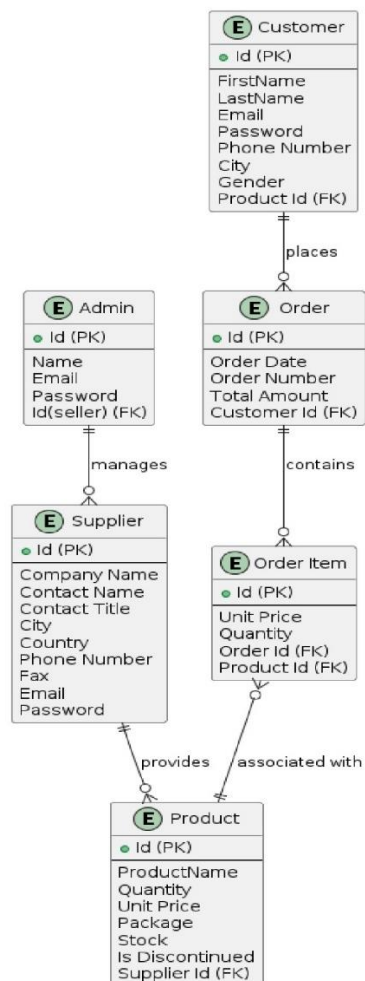 E Customer
Id (PK)
FirstName
LastName
Email
Password
Phone Number
City
Gender
Product Id (FK)
places
E Admin
Id (PK)
Name
Email
Password
Id(seller) (FK)
E Order
Id (PK)
Order Date
Order Number
Total Amount
Customer Id (FK)
manages
contains
E Supplier
Id (PK)
Company Name
Contact Name
Contact Title
City
Country
Phone Number
Fax
Email
Password
E Order Item
Id (PK)
Unit Price
Quantity
Order Id (FK)
Product Id (FK)
provides
associated with
E Product
Id (PK)
ProductName
Quantity
Unit Price
Package
Stock
Is Discontinued
Supplier Id (FK)